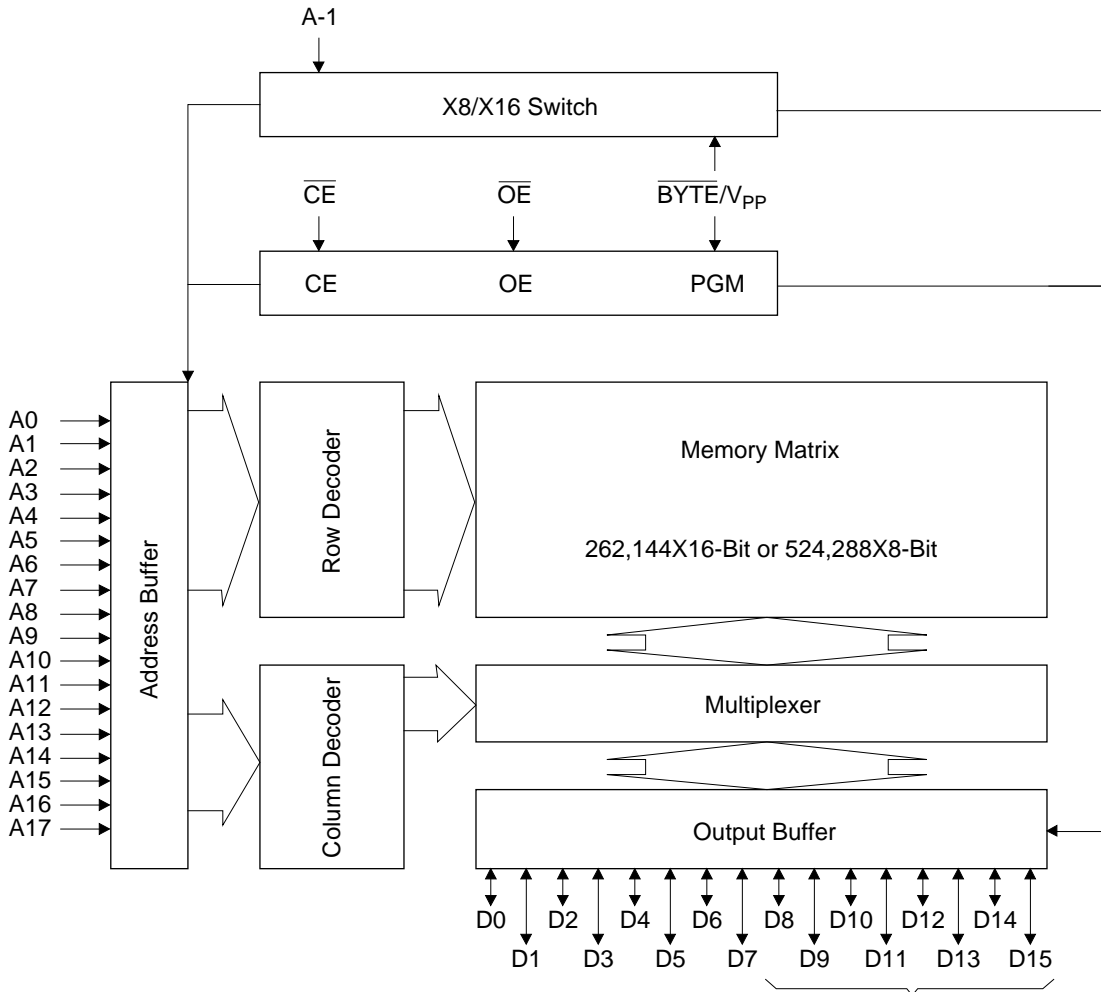 A-1
X8/X16 Switch
C̅E̅ O̅E̅ B̅Y̅T̅E̅/VPP
CE OE PGM
A0
A1
A2
A3
A4
A5
A6
A7
A8
A9
A10
A11
A12
A13
A14
A15
A16
A17
Address Buffer
Row Decoder
Column Decoder
Memory Matrix
262,144X16-Bit or 524,288X8-Bit
Multiplexer
Output Buffer
D0 D2 D4 D6 D8 D10 D12 D14
D1 D3 D5 D7 D9 D11 D13 D15